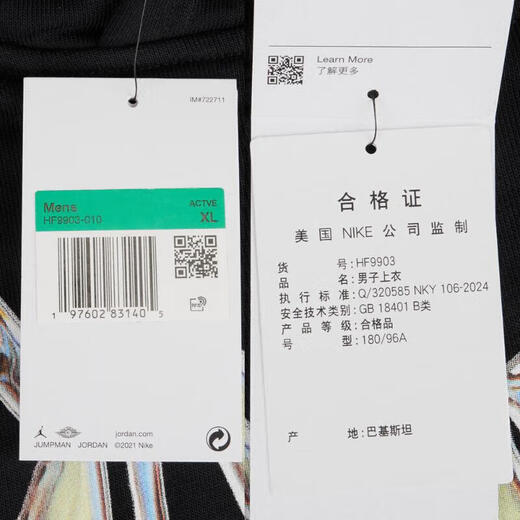 IM#722711
Mens
ACTVE
HF9903-010
XL
1 97602 83140 5
JUMPMAN
JORDAN
jordan.com
©2021 Nike
Learn More
了解更多
合格证
美国 NIKE 公司监制
货 号: HF9903
品 名: 男子上衣
执行标准: Q/320585 NKY 106-2024
安全技术类别: GB 18401 B类
产品等级: 合格品
号 型: 180/96A
产 地: 巴基斯坦